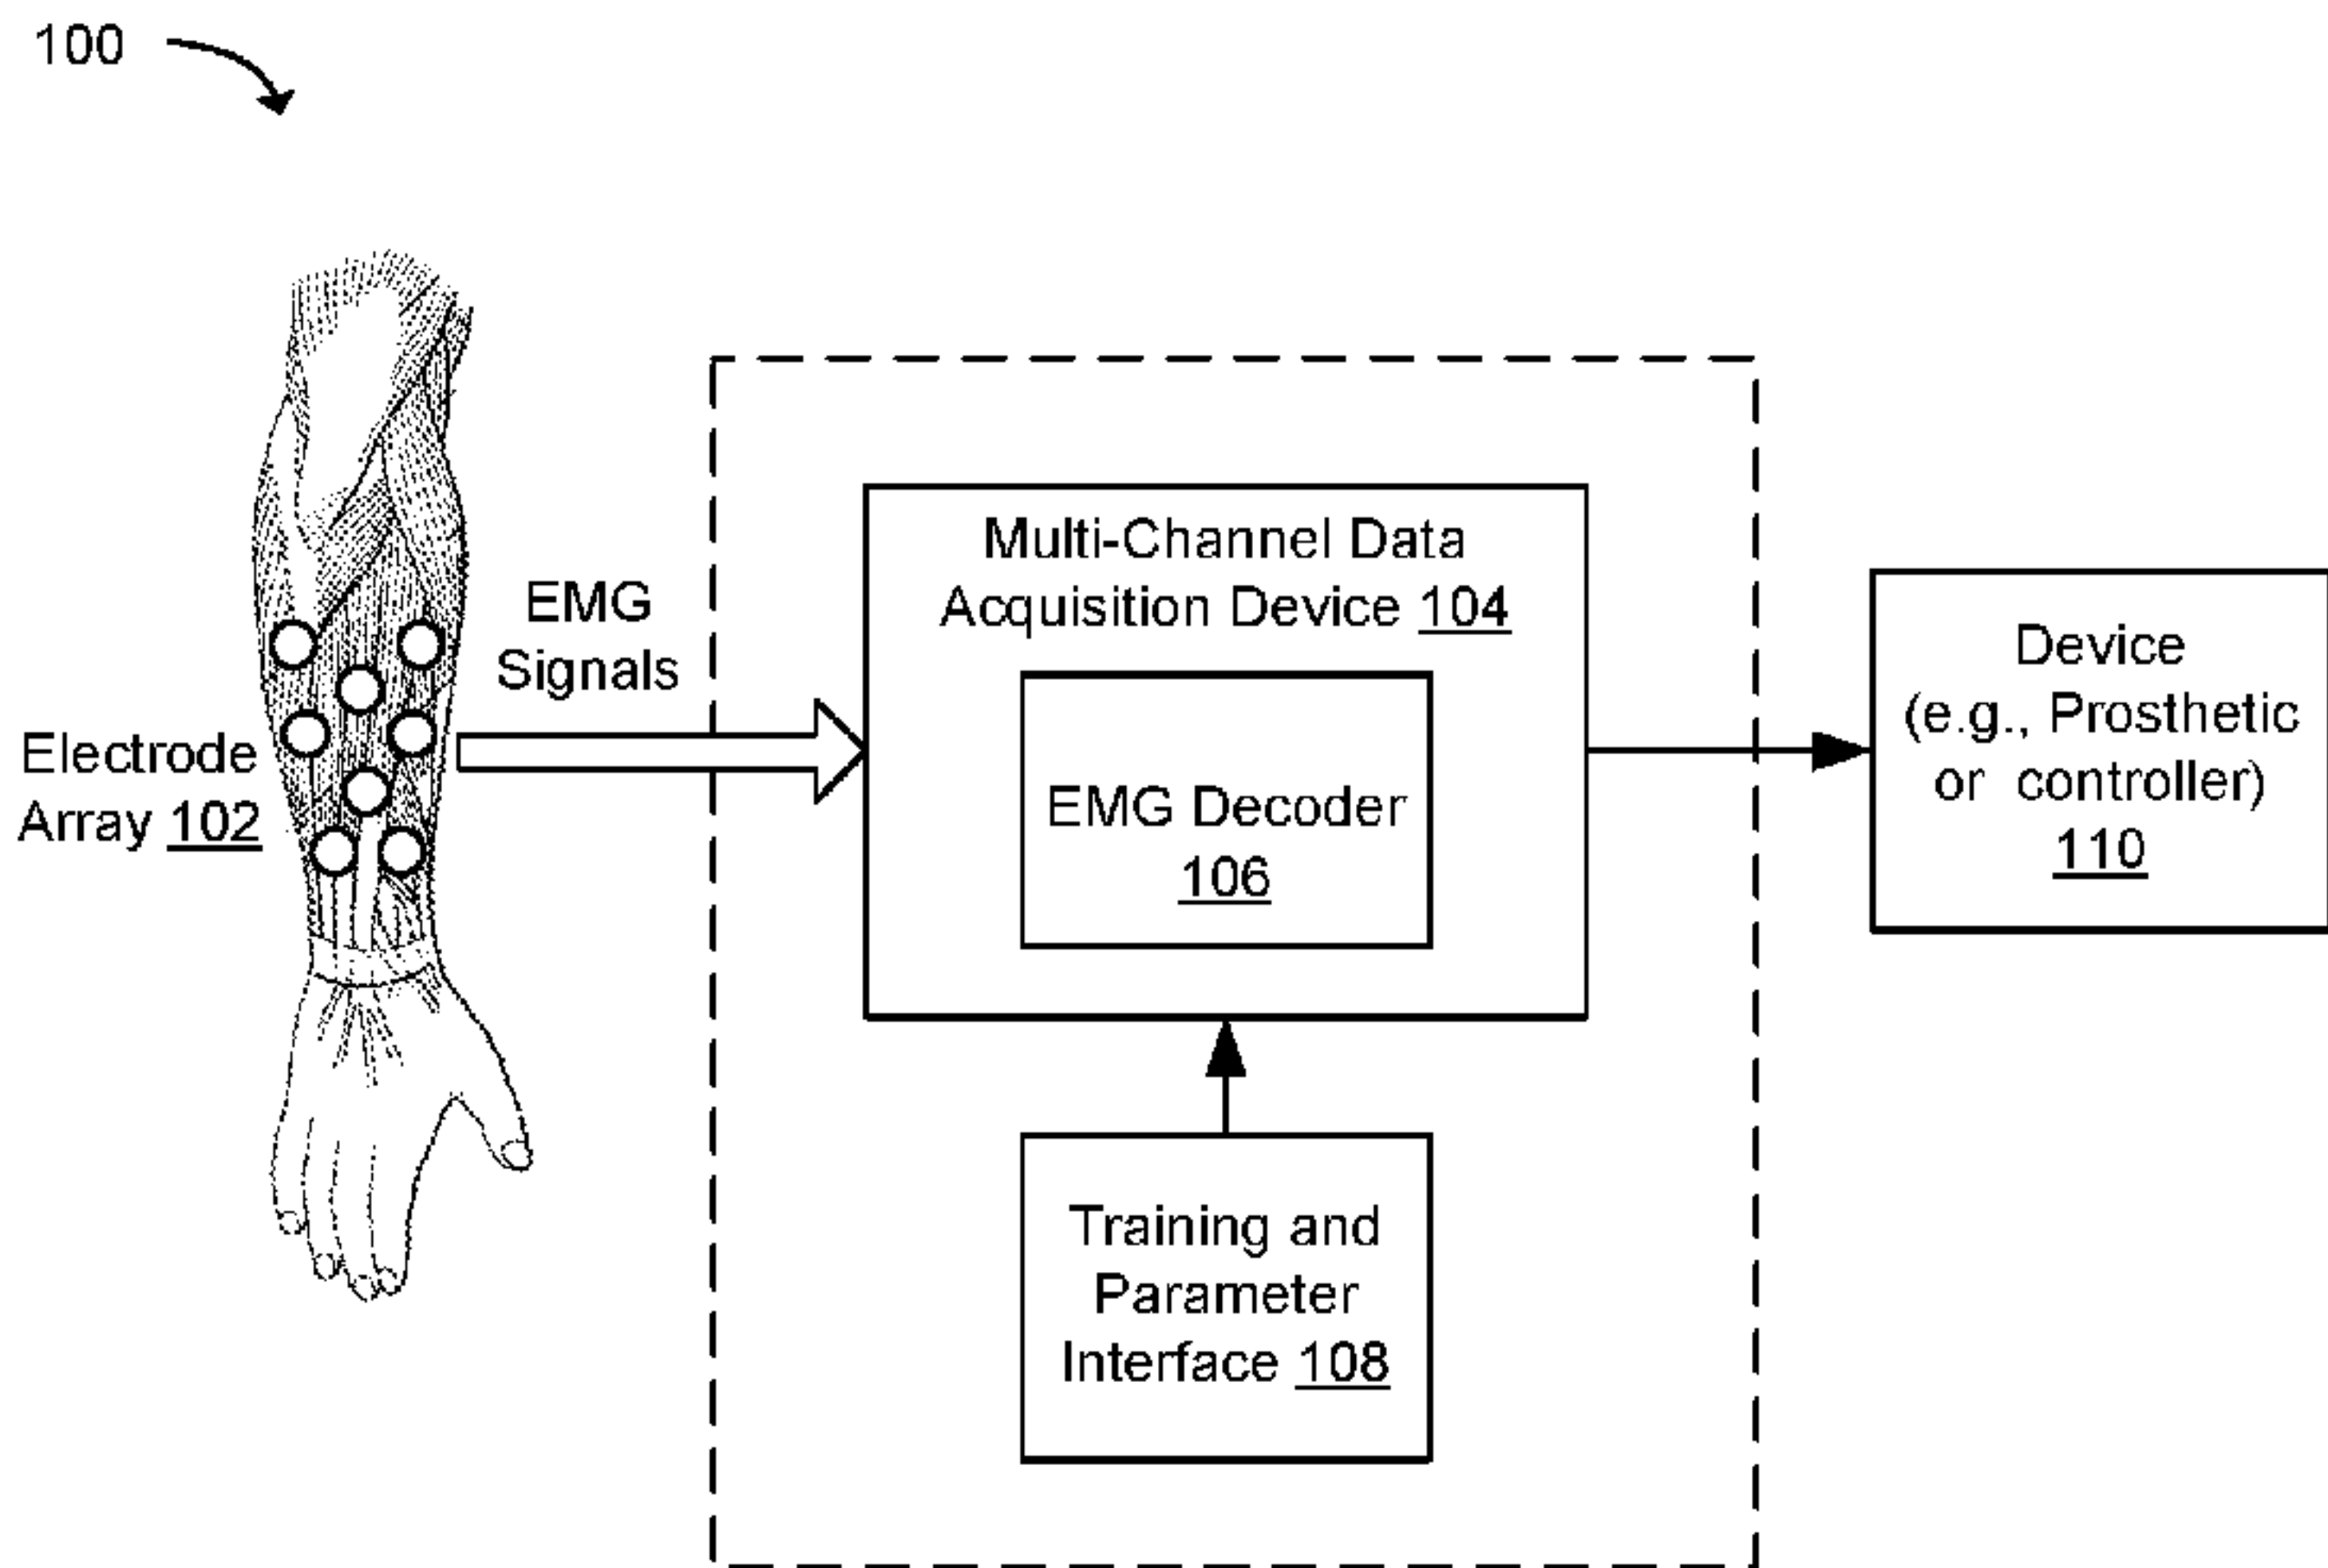 100
EMG
Signals
Electrode
Array 102
Multi-Channel Data
Acquisition Device 104
EMG Decoder
106
Training and
Parameter
Interface 108
Device
(e.g., Prosthetic
or controller)
110